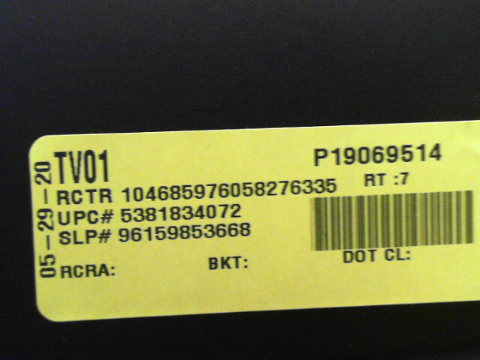 05-29-20
TV01 P19069514
RCTR 104685976058276335 RT :7
UPC# 5381834072
SLP# 96159853668
RCRA: BKT: DOT CL: